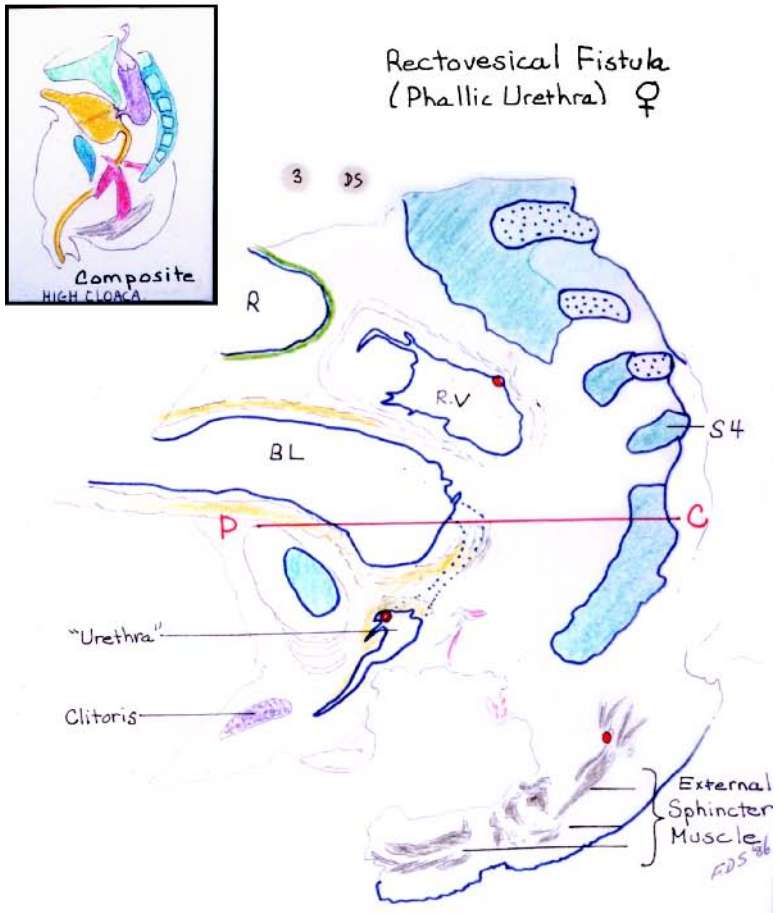 Rectovesical Fistula
(Phallic Urethra) ♀
Composite
HIGH CLOACA.
3 DS
R
R.V
S4
BL
P C
"Urethra"
Clitoris
External
Sphincter
Muscle
FDS '86